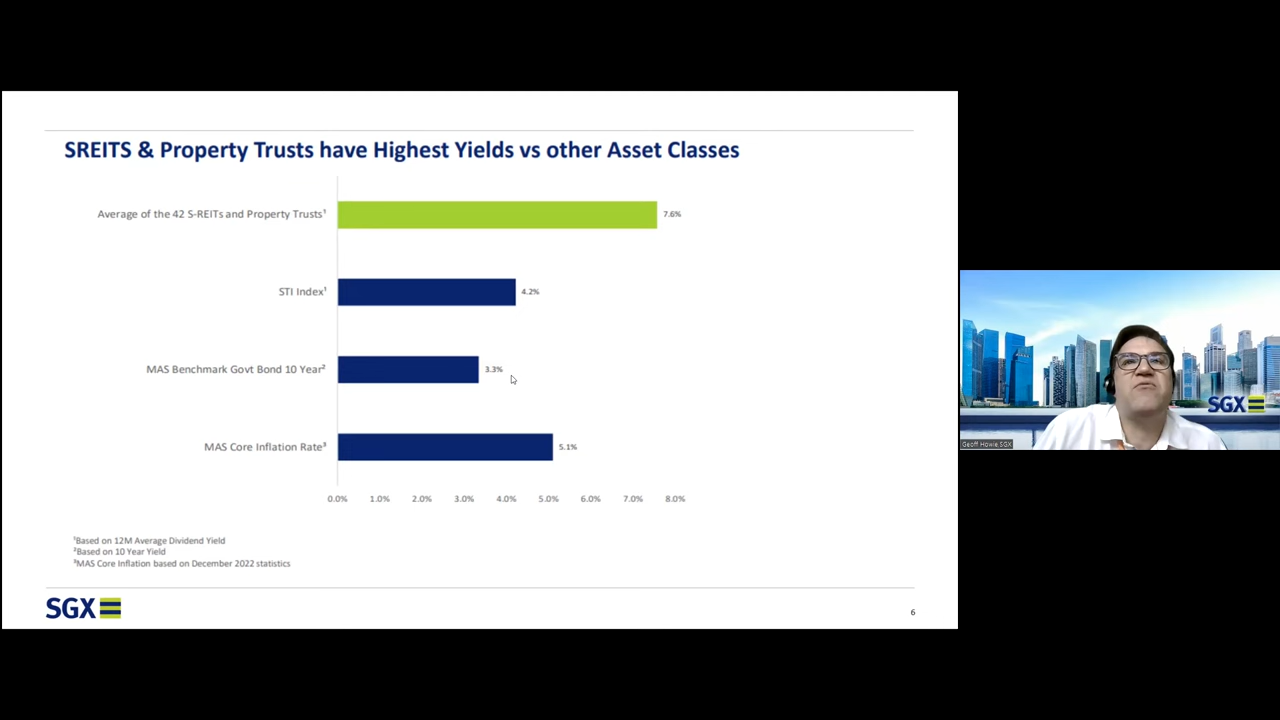 SREITS & Property Trusts have Highest Yields vs other Asset Classes
Average of the 42 S-REITs and Property Trusts¹
7.6%
STI Index¹
4.2%
MAS Benchmark Govt Bond 10 Year²
3.3%
MAS Core Inflation Rate³
5.1%
0.0% 1.0% 2.0% 3.0% 4.0% 5.0% 6.0% 7.0% 8.0%
¹Based on 12M Average Dividend Yield
²Based on 10 Year Yield
³MAS Core Inflation based on December 2022 statistics
SGX
6
SGX
Geoff Howie,SGX